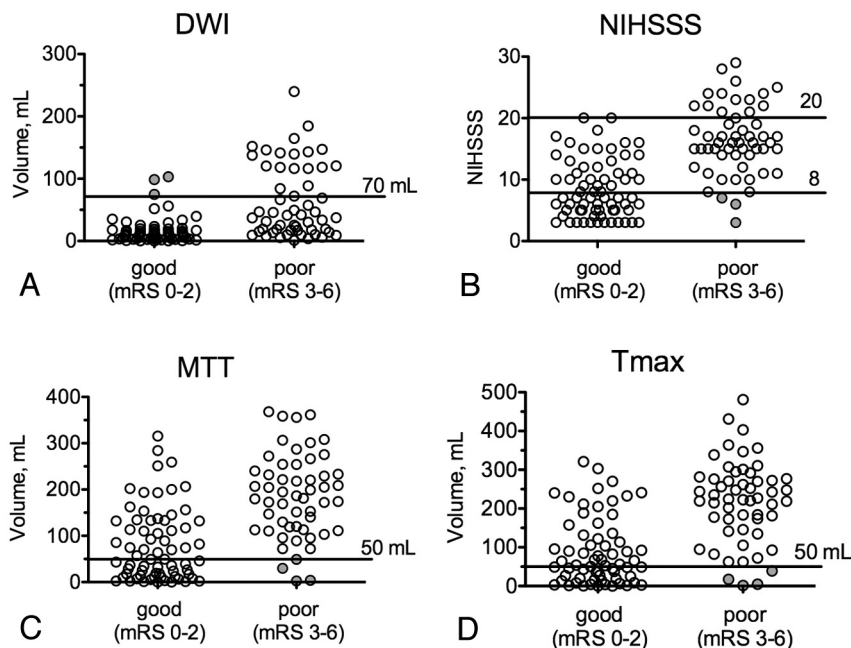 DWI
300
200
100
0
Volume, mL
70 mL
good
(mRS 0-2)
poor
(mRS 3-6)
A
NIHSSS
30
20
10
0
NIHSSS
20
8
good
(mRS 0-2)
poor
(mRS 3-6)
B
MTT
400
300
200
100
0
Volume, mL
50 mL
good
(mRS 0-2)
poor
(mRS 3-6)
C
Tmax
500
400
300
200
100
0
Volume, mL
50 mL
good
(mRS 0-2)
poor
(mRS 3-6)
D